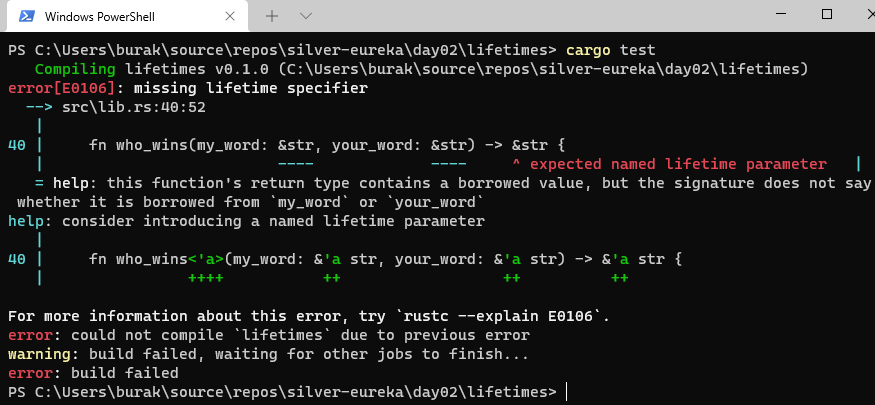 Windows PowerShell
PS C:\Users\burak\source\repos\silver-eureka\day02\lifetimes> cargo test
   Compiling lifetimes v0.1.0 (C:\Users\burak\source\repos\silver-eureka\day02\lifetimes)
error[E0106]: missing lifetime specifier
  --> src\lib.rs:40:52
   |
40 |     fn who_wins(my_word: &str, your_word: &str) -> &str {
   |                          ----             ----     ^ expected named lifetime parameter   |
   = help: this function's return type contains a borrowed value, but the signature does not say
 whether it is borrowed from `my_word` or `your_word`
help: consider introducing a named lifetime parameter
   |
40 |     fn who_wins<'a>(my_word: &'a str, your_word: &'a str) -> &'a str {
   |                ++++           ++                  ++          ++

For more information about this error, try `rustc --explain E0106`.
error: could not compile `lifetimes` due to previous error
warning: build failed, waiting for other jobs to finish...
error: build failed
PS C:\Users\burak\source\repos\silver-eureka\day02\lifetimes>